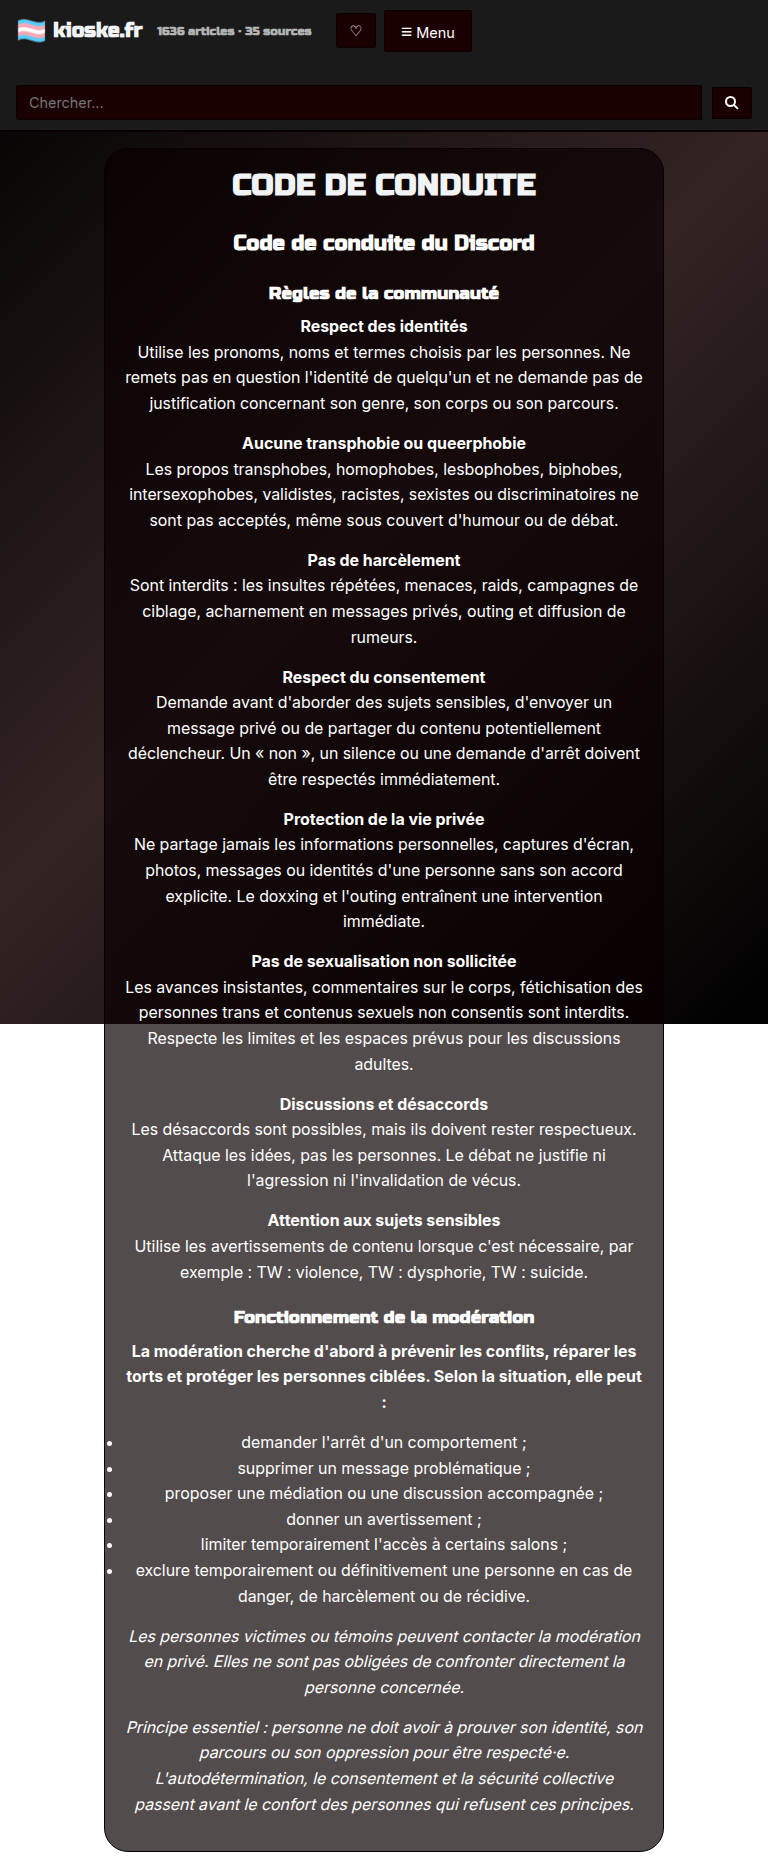 🏳️‍⚧️ kioske.fr 1636 articles · 35 sources ♡ ≡ Menu
Chercher...
CODE DE CONDUITE
Code de conduite du Discord
Règles de la communauté
Respect des identités
Utilise les pronoms, noms et termes choisis par les personnes. Ne
remets pas en question l'identité de quelqu'un et ne demande pas de
justification concernant son genre, son corps ou son parcours.
Aucune transphobie ou queerphobie
Les propos transphobes, homophobes, lesbophobes, biphobes,
intersexophobes, validistes, racistes, sexistes ou discriminatoires ne
sont pas acceptés, même sous couvert d'humour ou de débat.
Pas de harcèlement
Sont interdits : les insultes répétées, menaces, raids, campagnes de
ciblage, acharnement en messages privés, outing et diffusion de
rumeurs.
Respect du consentement
Demande avant d'aborder des sujets sensibles, d'envoyer un
message privé ou de partager du contenu potentiellement
déclencheur. Un « non », un silence ou une demande d'arrêt doivent
être respectés immédiatement.
Protection de la vie privée
Ne partage jamais les informations personnelles, captures d'écran,
photos, messages ou identités d'une personne sans son accord
explicite. Le doxxing et l'outing entraînent une intervention
immédiate.
Pas de sexualisation non sollicitée
Les avances insistantes, commentaires sur le corps, fétichisation des
personnes trans et contenus sexuels non consentis sont interdits.
Respecte les limites et les espaces prévus pour les discussions
adultes.
Discussions et désaccords
Les désaccords sont possibles, mais ils doivent rester respectueux.
Attaque les idées, pas les personnes. Le débat ne justifie ni
l'agression ni l'invalidation de vécus.
Attention aux sujets sensibles
Utilise les avertissements de contenu lorsque c'est nécessaire, par
exemple : TW : violence, TW : dysphorie, TW : suicide.
Fonctionnement de la modération
La modération cherche d'abord à prévenir les conflits, réparer les
torts et protéger les personnes ciblées. Selon la situation, elle peut
:
• demander l'arrêt d'un comportement ;
• supprimer un message problématique ;
• proposer une médiation ou une discussion accompagnée ;
• donner un avertissement ;
• limiter temporairement l'accès à certains salons ;
• exclure temporairement ou définitivement une personne en cas de
danger, de harcèlement ou de récidive.
Les personnes victimes ou témoins peuvent contacter la modération
en privé. Elles ne sont pas obligées de confronter directement la
personne concernée.
Principe essentiel : personne ne doit avoir à prouver son identité, son
parcours ou son oppression pour être respecté·e.
L'autodétermination, le consentement et la sécurité collective
passent avant le confort des personnes qui refusent ces principes.